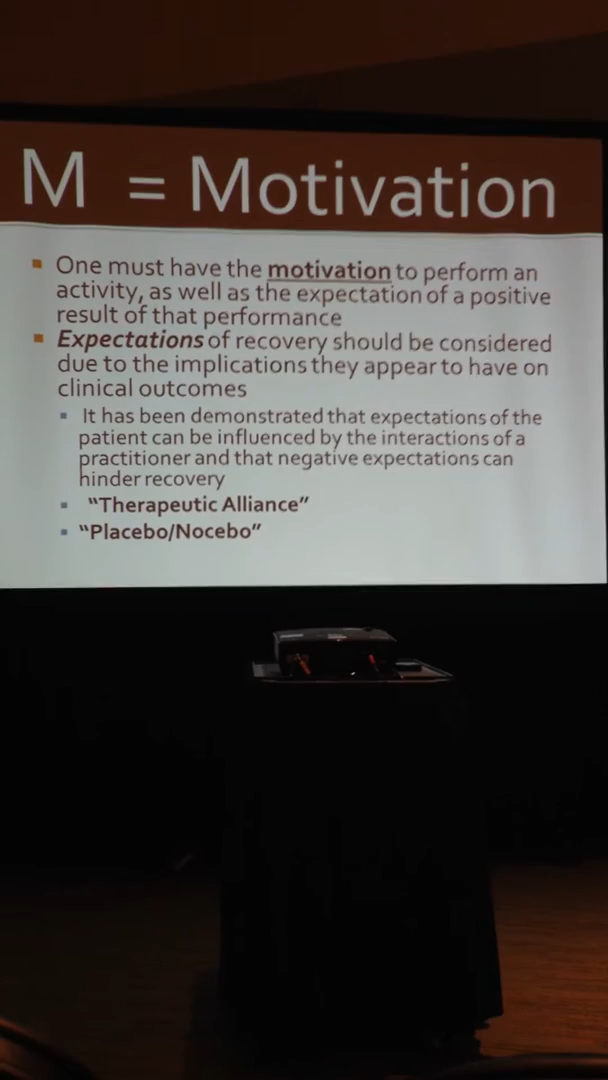 M = Motivation
One must have the motivation to perform an
activity, as well as the expectation of a positive
result of that performance
Expectations of recovery should be considered
due to the implications they appear to have on
clinical outcomes
It has been demonstrated that expectations of the
patient can be influenced by the interactions of a
practitioner and that negative expectations can
hinder recovery
“Therapeutic Alliance”
“Placebo/Nocebo”